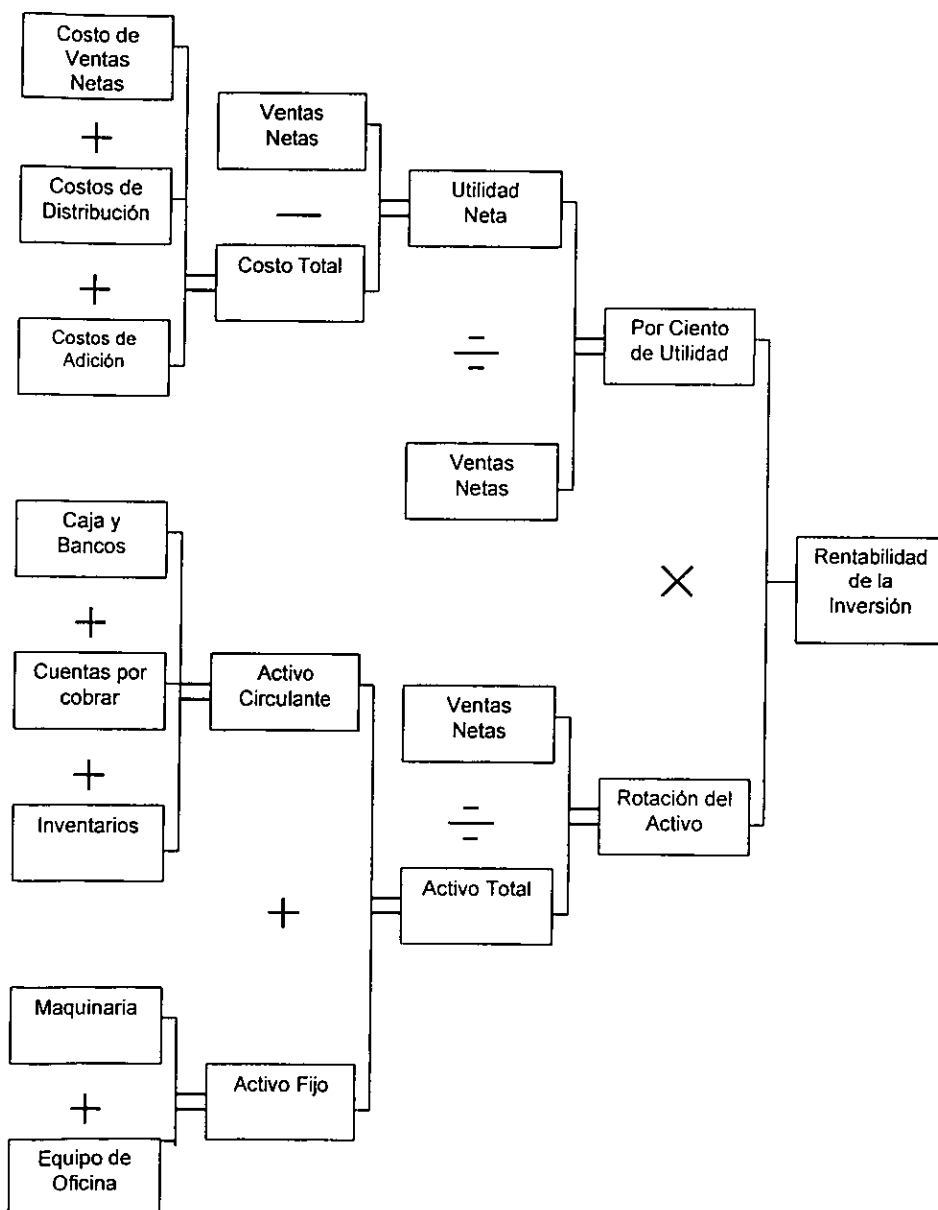 Costo de
Ventas
Netas
+
Costos de
Distribución
+
Costos de
Adición
Ventas
Netas
—
Costo Total
Utilidad
Neta
÷
Ventas
Netas
Por Ciento
de Utilidad
×
Rentabilidad
de la
Inversión
Caja y
Bancos
+
Cuentas por
cobrar
+
Inventarios
Activo
Circulante
+
Ventas
Netas
÷
Activo Total
Rotación del
Activo
Maquinaria
+
Equipo de
Oficina
Activo Fijo